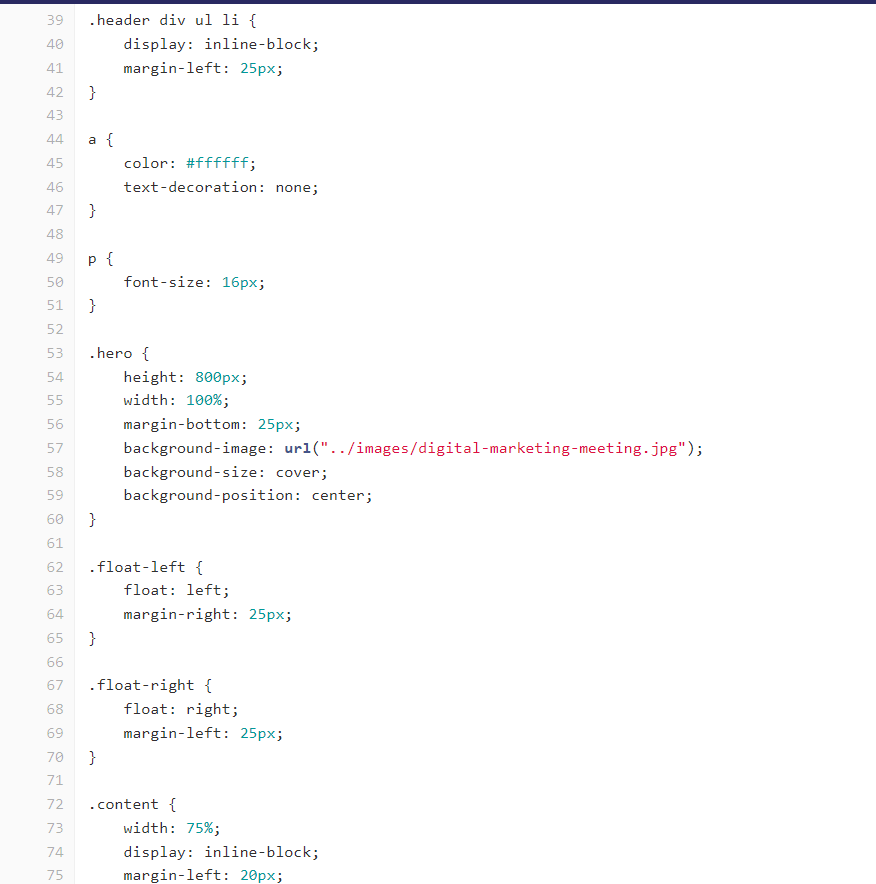 39 .header div ul li {
40     display: inline-block;
41     margin-left: 25px;
42 }
43
44 a {
45     color: #ffffff;
46     text-decoration: none;
47 }
48
49 p {
50     font-size: 16px;
51 }
52
53 .hero {
54     height: 800px;
55     width: 100%;
56     margin-bottom: 25px;
57     background-image: url("../images/digital-marketing-meeting.jpg");
58     background-size: cover;
59     background-position: center;
60 }
61
62 .float-left {
63     float: left;
64     margin-right: 25px;
65 }
66
67 .float-right {
68     float: right;
69     margin-left: 25px;
70 }
71
72 .content {
73     width: 75%;
74     display: inline-block;
75     margin-left: 20px;